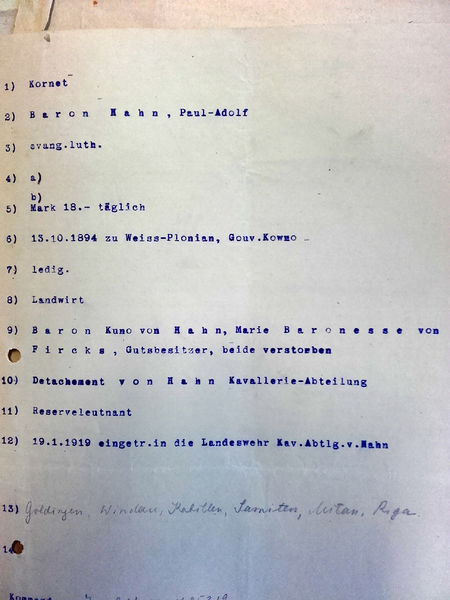 1) Kornet
2) Baron Hahn, Paul-Adolf
3) evang.luth.
4) a)
b)
5) Mark 18.- täglich
6) 13.10.1894 zu Weiss-Plonian, Gouv.Kowno
7) ledig.
8) Landwirt
9) Baron Kuno von Hahn, Marie Baronesse von
Fircks, Gutsbesitzer, beide verstorben
10) Detachement von Hahn Kavallerie-Abteilung
11) Reserveleutnant
12) 19.1.1919 eingetr.in die Landeswehr Kav.Abtlg.v.Hahn
13) Goldingen, Windau, Kabillen, Samiten, Mitau, Riga.
14